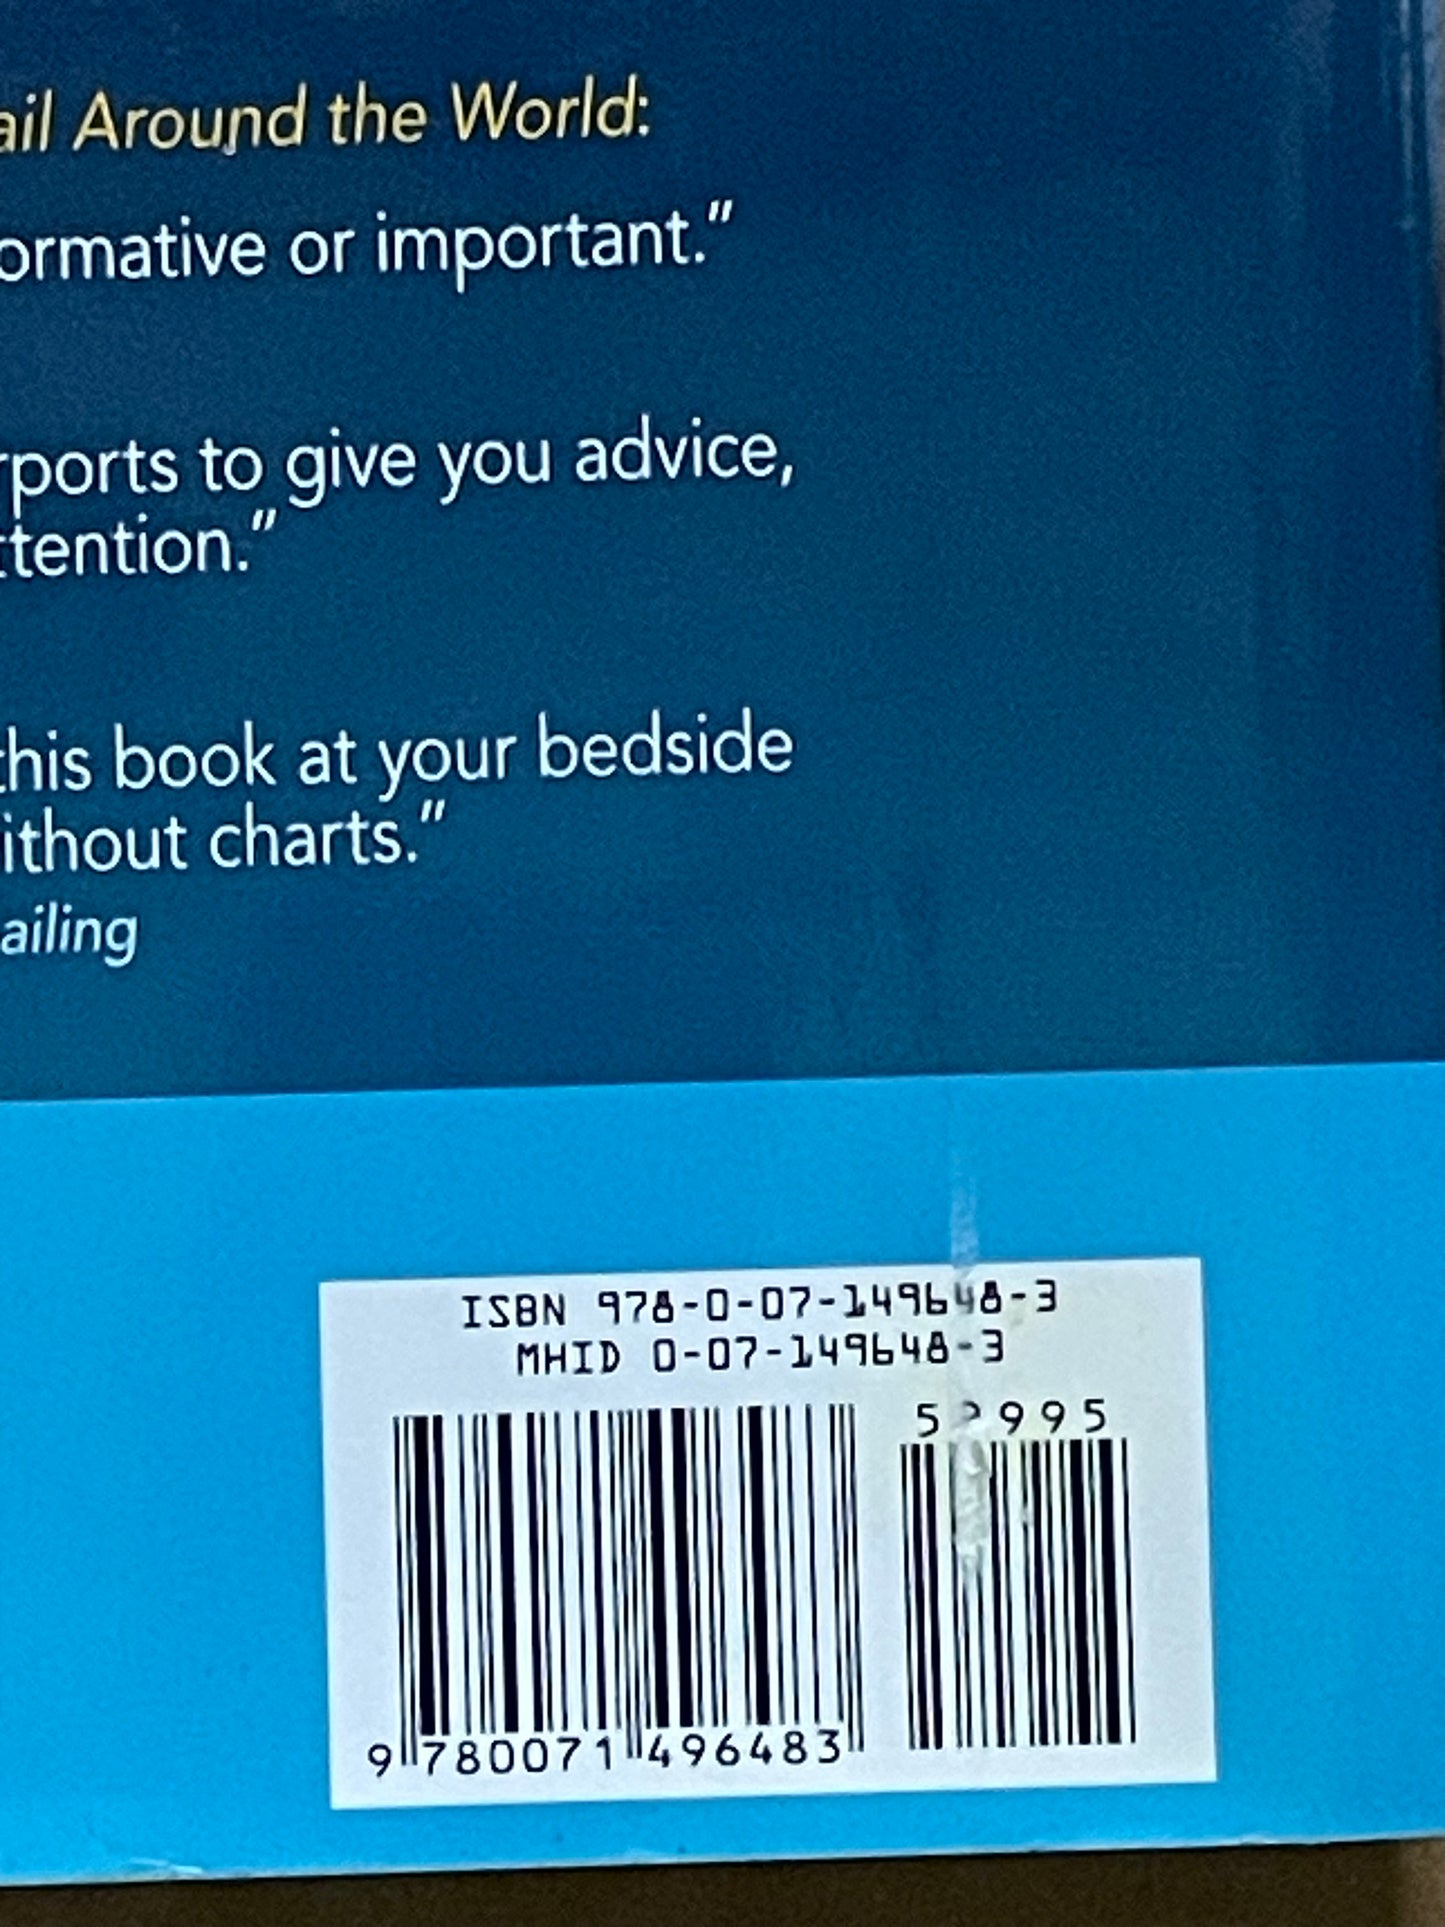 ail Around the World:
ormative or important."
rports to give you advice,
ttention."
this book at your bedside
ithout charts."
ailing
ISBN 978-0-07-149648-3
MHID 0-07-149648-3
52995
9 780071 496483